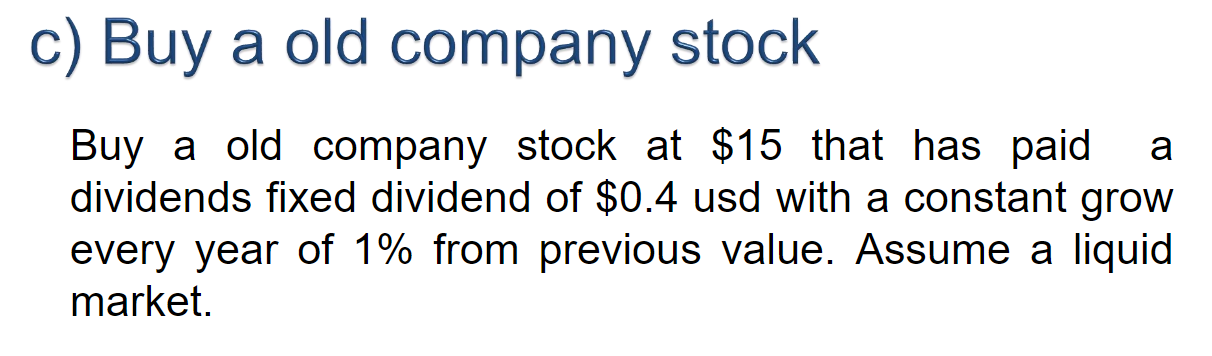 c) Buy a old company stock
Buy a old company stock at $15 that has paid a
dividends fixed dividend of $0.4 usd with a constant grow
every year of 1% from previous value. Assume a liquid
market.